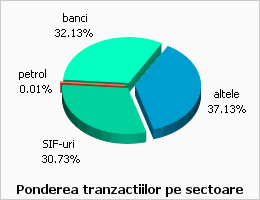 banci
32.13%
petrol
0.01%
altele
37.13%
SIF-uri
30.73%
Ponderea tranzactiilor pe sectoare